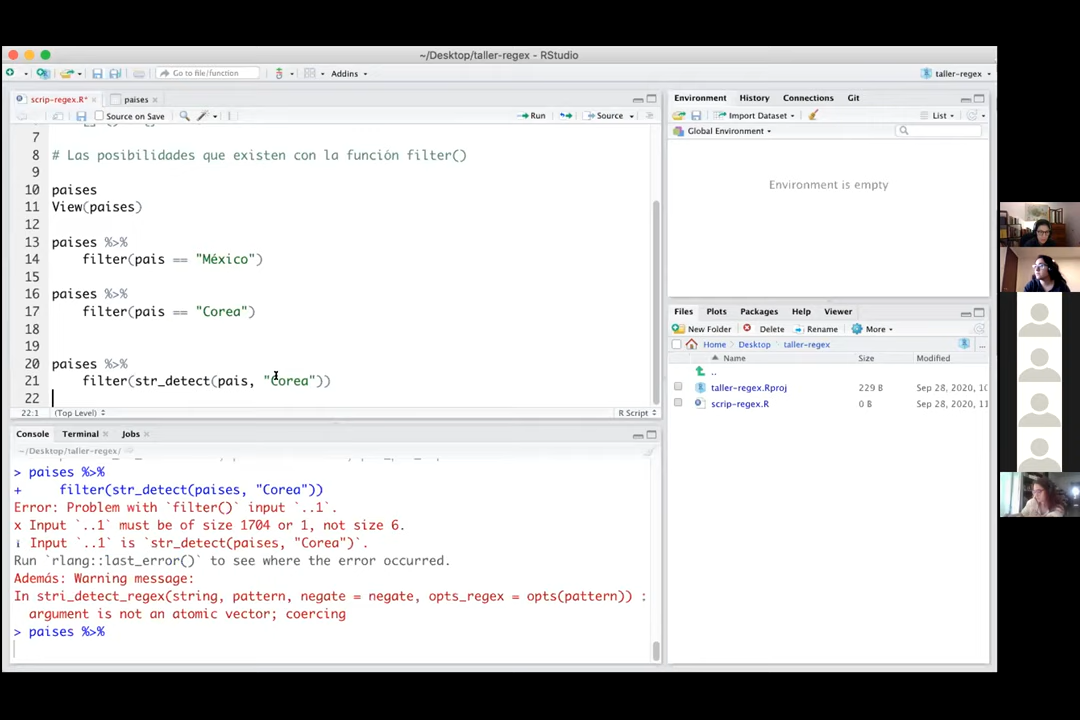 ~/Desktop/taller-regex - RStudio
Go to file/function
Addins
taller-regex
scrip-regex.R*
paises
Source on Save
Run
Source
7
8 # Las posibilidades que existen con la función filter()
9
10 paises
11 View(paises)
12
13 paises %>%
14 filter(pais == "México")
15
16 paises %>%
17 filter(pais == "Corea")
18
19
20 paises %>%
21 filter(str_detect(pais, "Corea"))
22
22:1 (Top Level)
R Script
Console Terminal Jobs
~/Desktop/taller-regex/
> paises %>%
+ filter(str_detect(paises, "Corea"))
Error: Problem with `filter()` input `..1`.
x Input `..1` must be of size 1704 or 1, not size 6.
i Input `..1` is `str_detect(paises, "Corea")`.
Run `rlang::last_error()` to see where the error occurred.
Además: Warning message:
In stri_detect_regex(string, pattern, negate = negate, opts_regex = opts(pattern)) :
argument is not an atomic vector; coercing
> paises %>%
Environment History Connections Git
Import Dataset
List
Global Environment
Environment is empty
Files Plots Packages Help Viewer
New Folder Delete Rename More
Home Desktop taller-regex
...
Name Size Modified
..
taller-regex.Rproj 229 B Sep 28, 2020, 10
scrip-regex.R 0 B Sep 28, 2020, 11